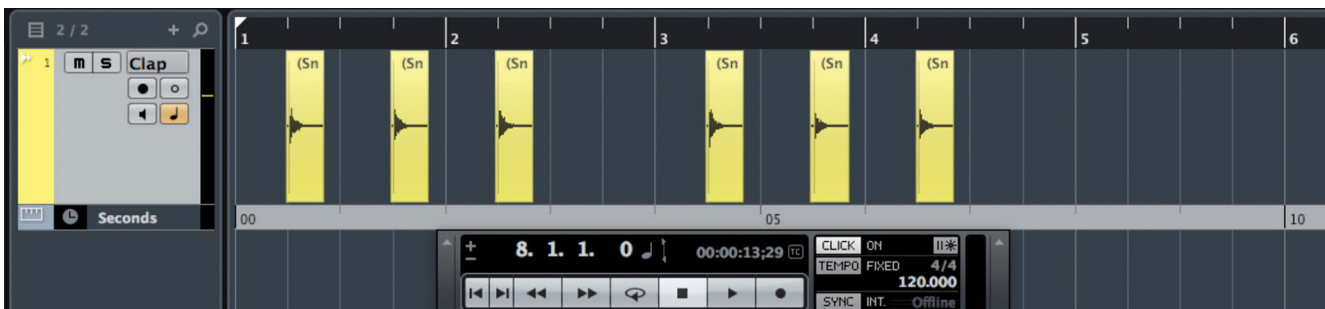 2 / 2 +
1 2 3 4 5 6
1 m S Clap
(Sn (Sn (Sn (Sn (Sn (Sn
Seconds 00 05 10
8. 1. 1. 0 00:00:13;29 TC
CLICK ON
TEMPO FIXED 4/4
120.000
SYNC INT. Offline